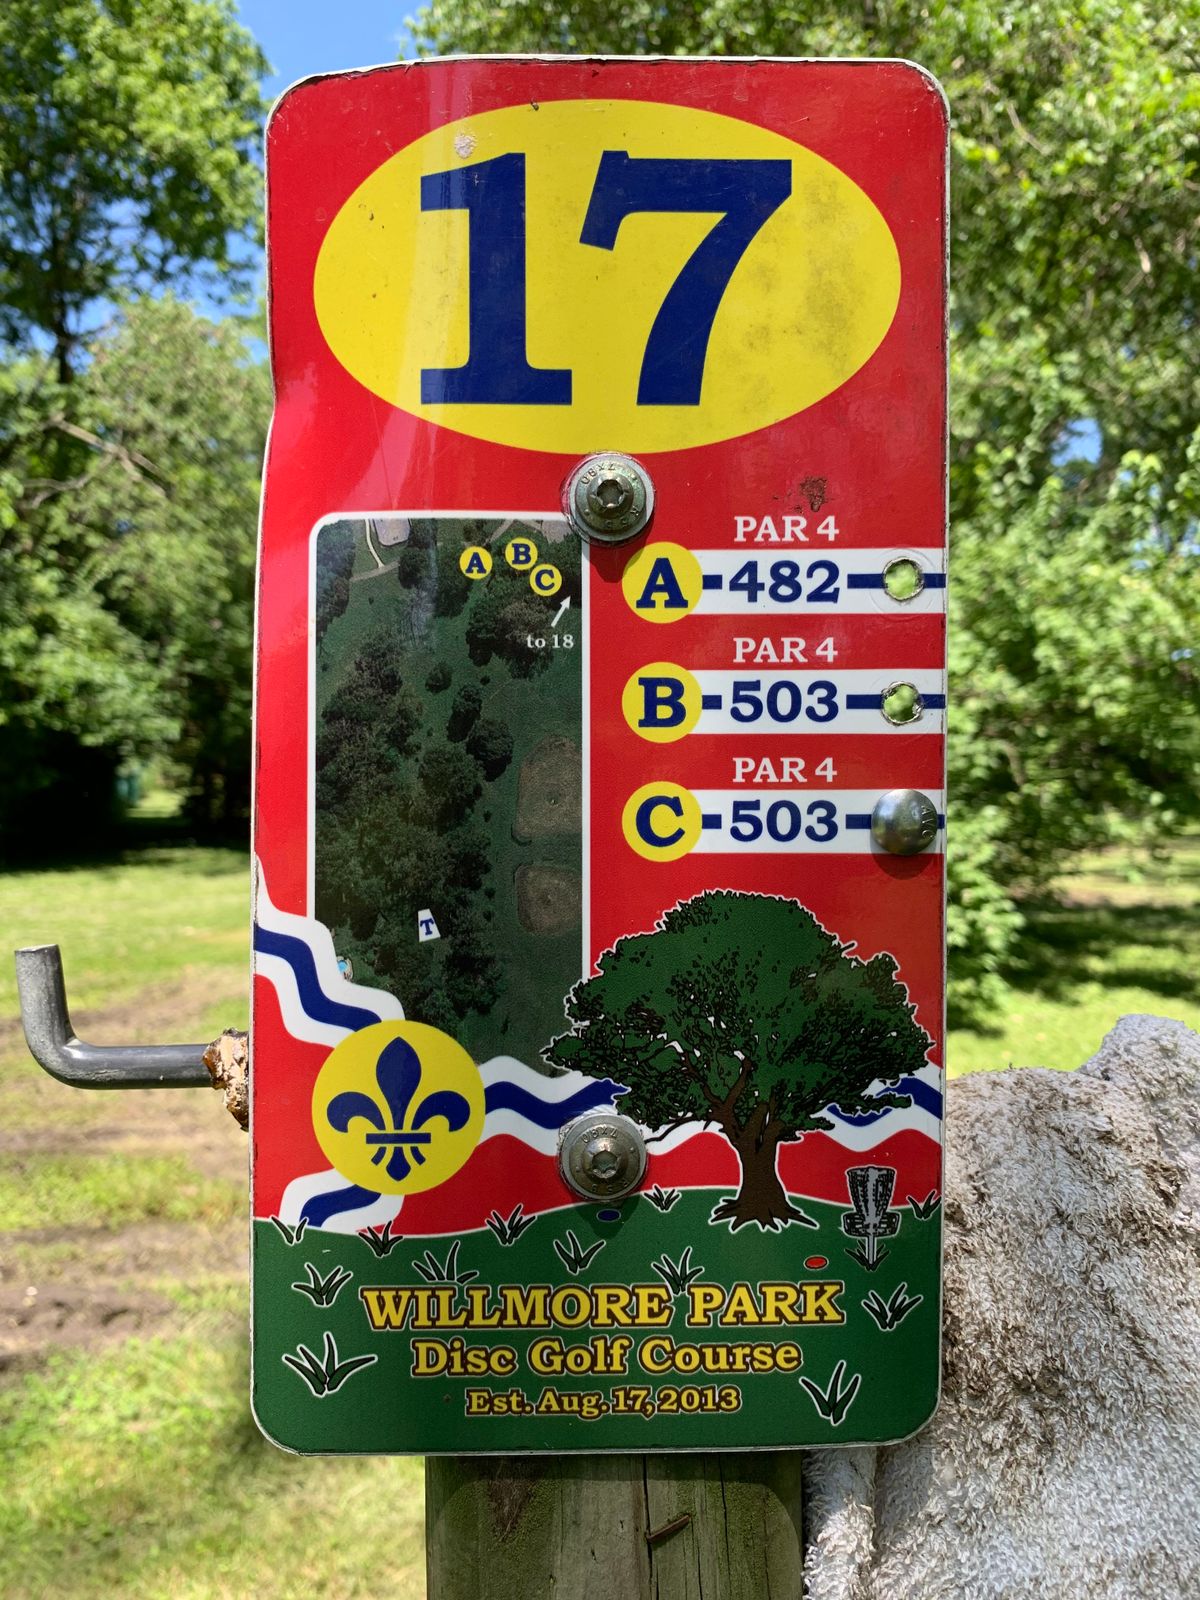 17
A B C
to 18
T
PAR 4
A-482
PAR 4
B-503
PAR 4
C-503
WILLMORE PARK
Disc Golf Course
Est. Aug. 17, 2013